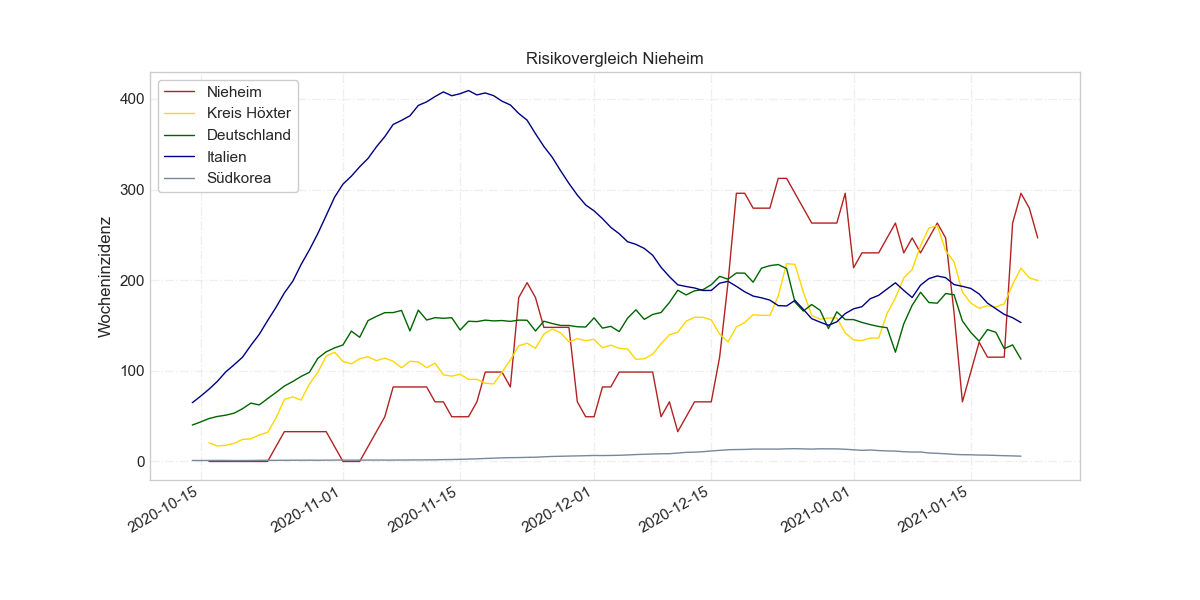 Risikovergleich Nieheim
Nieheim
Kreis Höxter
Deutschland
Italien
Südkorea
Wocheninzidenz
400
300
200
100
0
2020-10-15
2020-11-01
2020-11-15
2020-12-01
2020-12-15
2021-01-01
2021-01-15